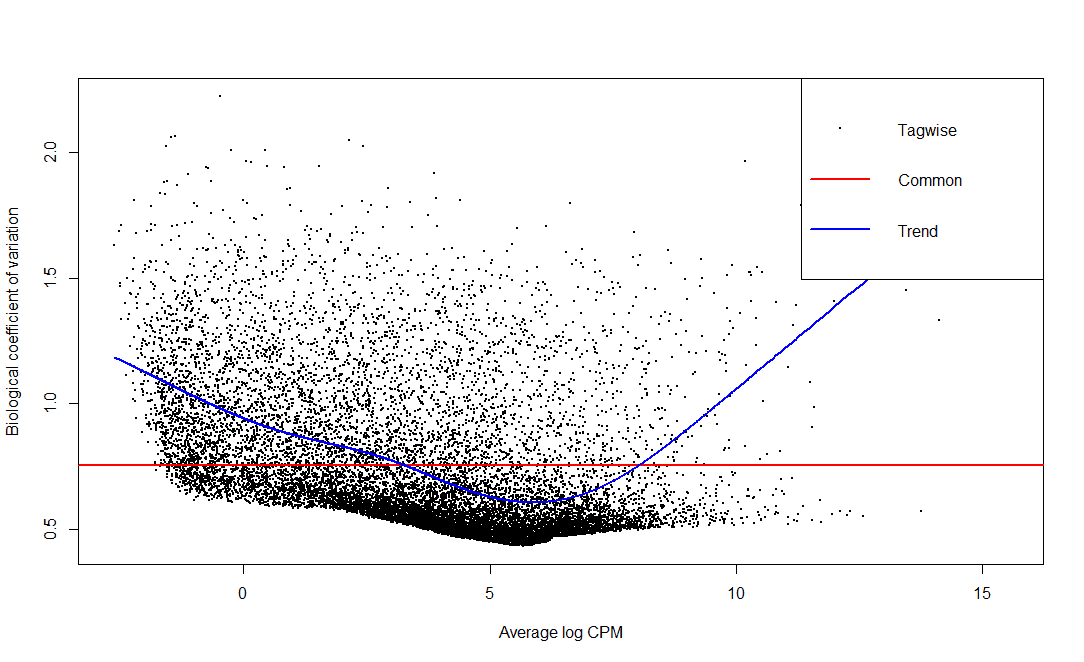 Tagwise
Common
Trend
Biological coefficient of variation
2.0
1.5
1.0
0.5
0
5
10
15
Average log CPM